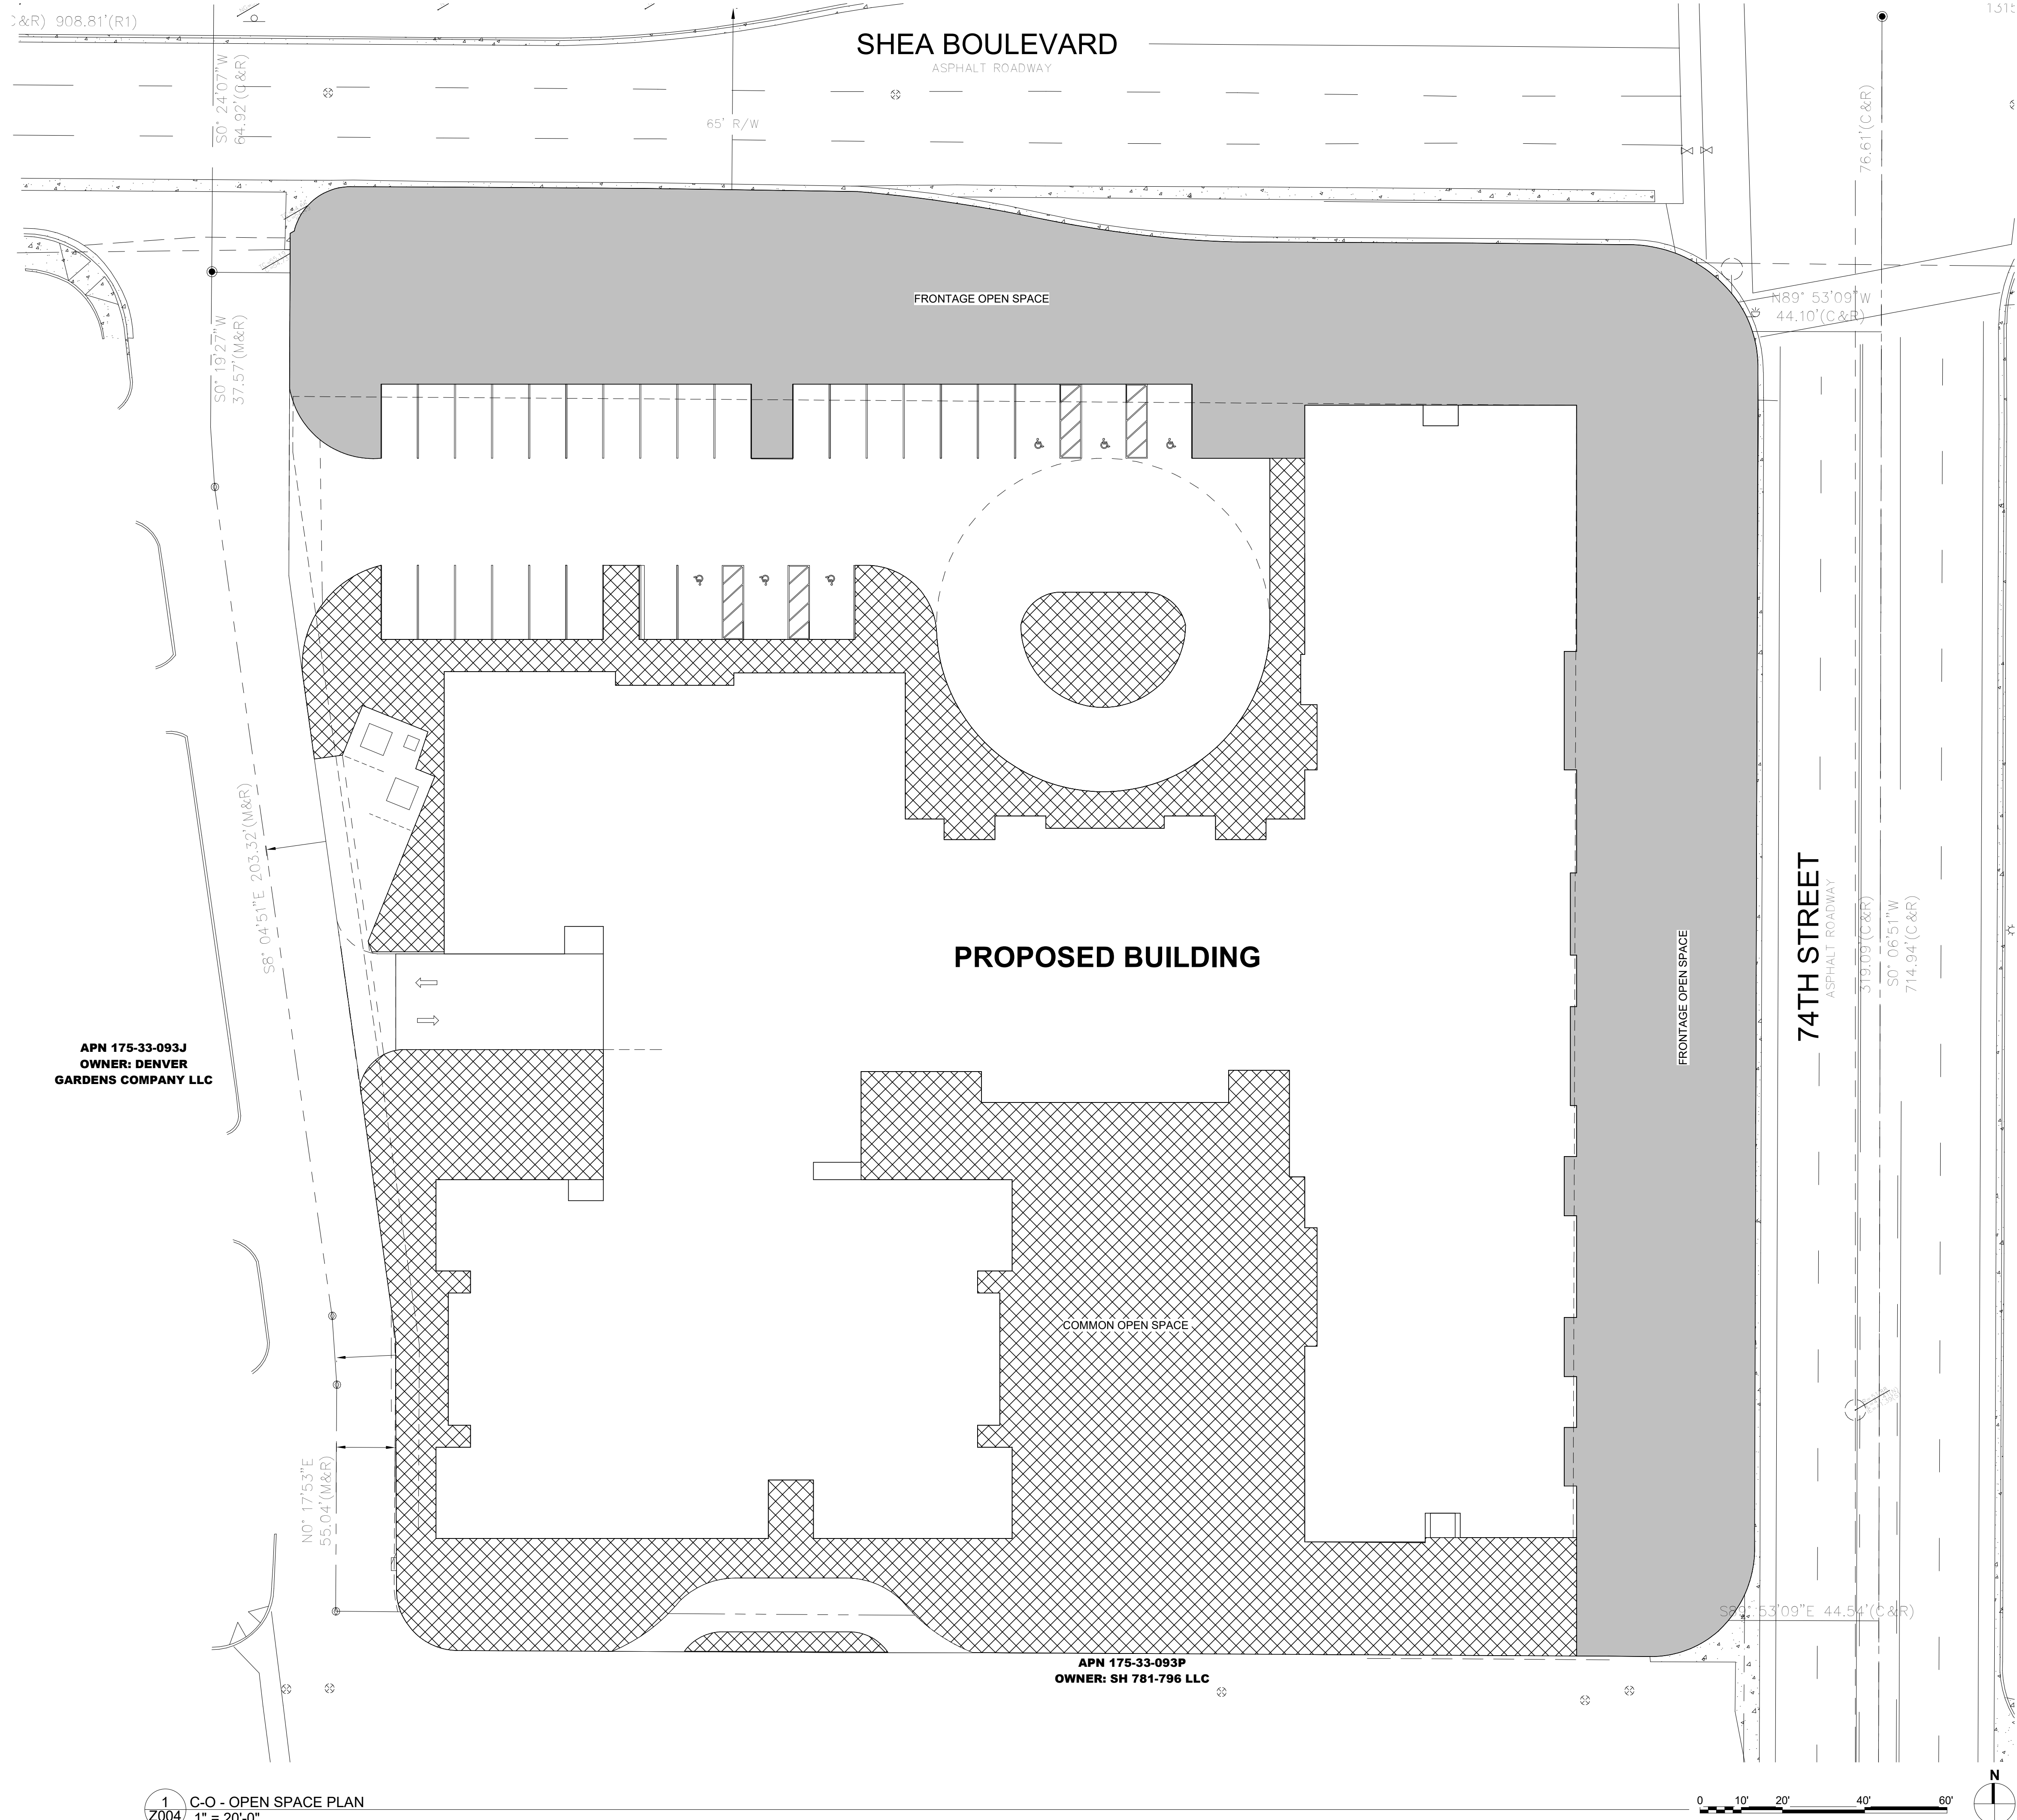 C&R) 908.81'(R1)
1315
SHEA BOULEVARD
ASPHALT ROADWAY
S0° 24'07"W
64.92'(C&R)
65' R/W
76.61'(C&R)
FRONTAGE OPEN SPACE
N89° 53'09"W
44.10'(C&R)
S0° 19'27"W
37.57'(M&R)
S8° 04'51"E 203.32'(M&R)
PROPOSED BUILDING
FRONTAGE OPEN SPACE
74TH STREET
ASPHALT ROADWAY
319.09'(C&R)
S0° 06'51"W
714.94'(C&R)
APN 175-33-093J
OWNER: DENVER
GARDENS COMPANY LLC
COMMON OPEN SPACE
N0° 17'53"E
55.04'(M&R)
S89° 53'09"E 44.54'(C&R)
APN 175-33-093P
OWNER: SH 781-796 LLC
N
1
Z004
C-O - OPEN SPACE PLAN
1" = 20'-0"
0 10' 20' 40' 60'